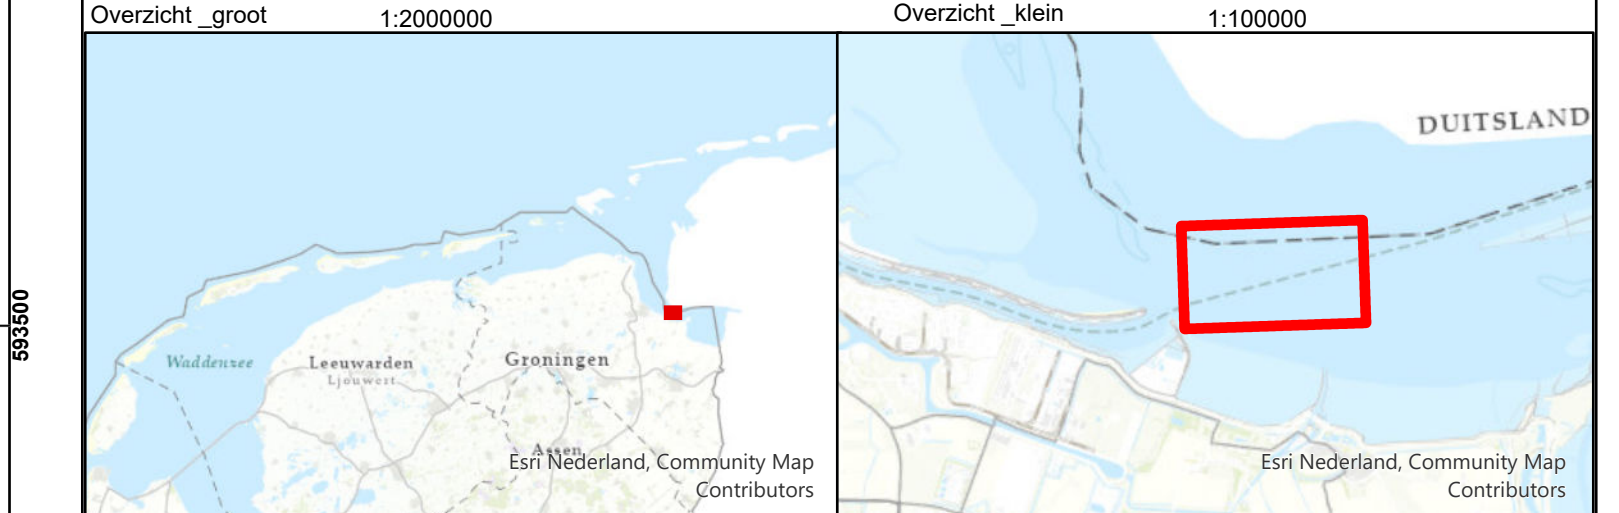 Overzicht _groot 1:2000000
Overzicht _klein 1:100000
593500
Waddenzee
Leeuwarden
Ljouwert
Groningen
Assen
Esri Nederland, Community Map
Contributors
DUITSLAND
Esri Nederland, Community Map
Contributors